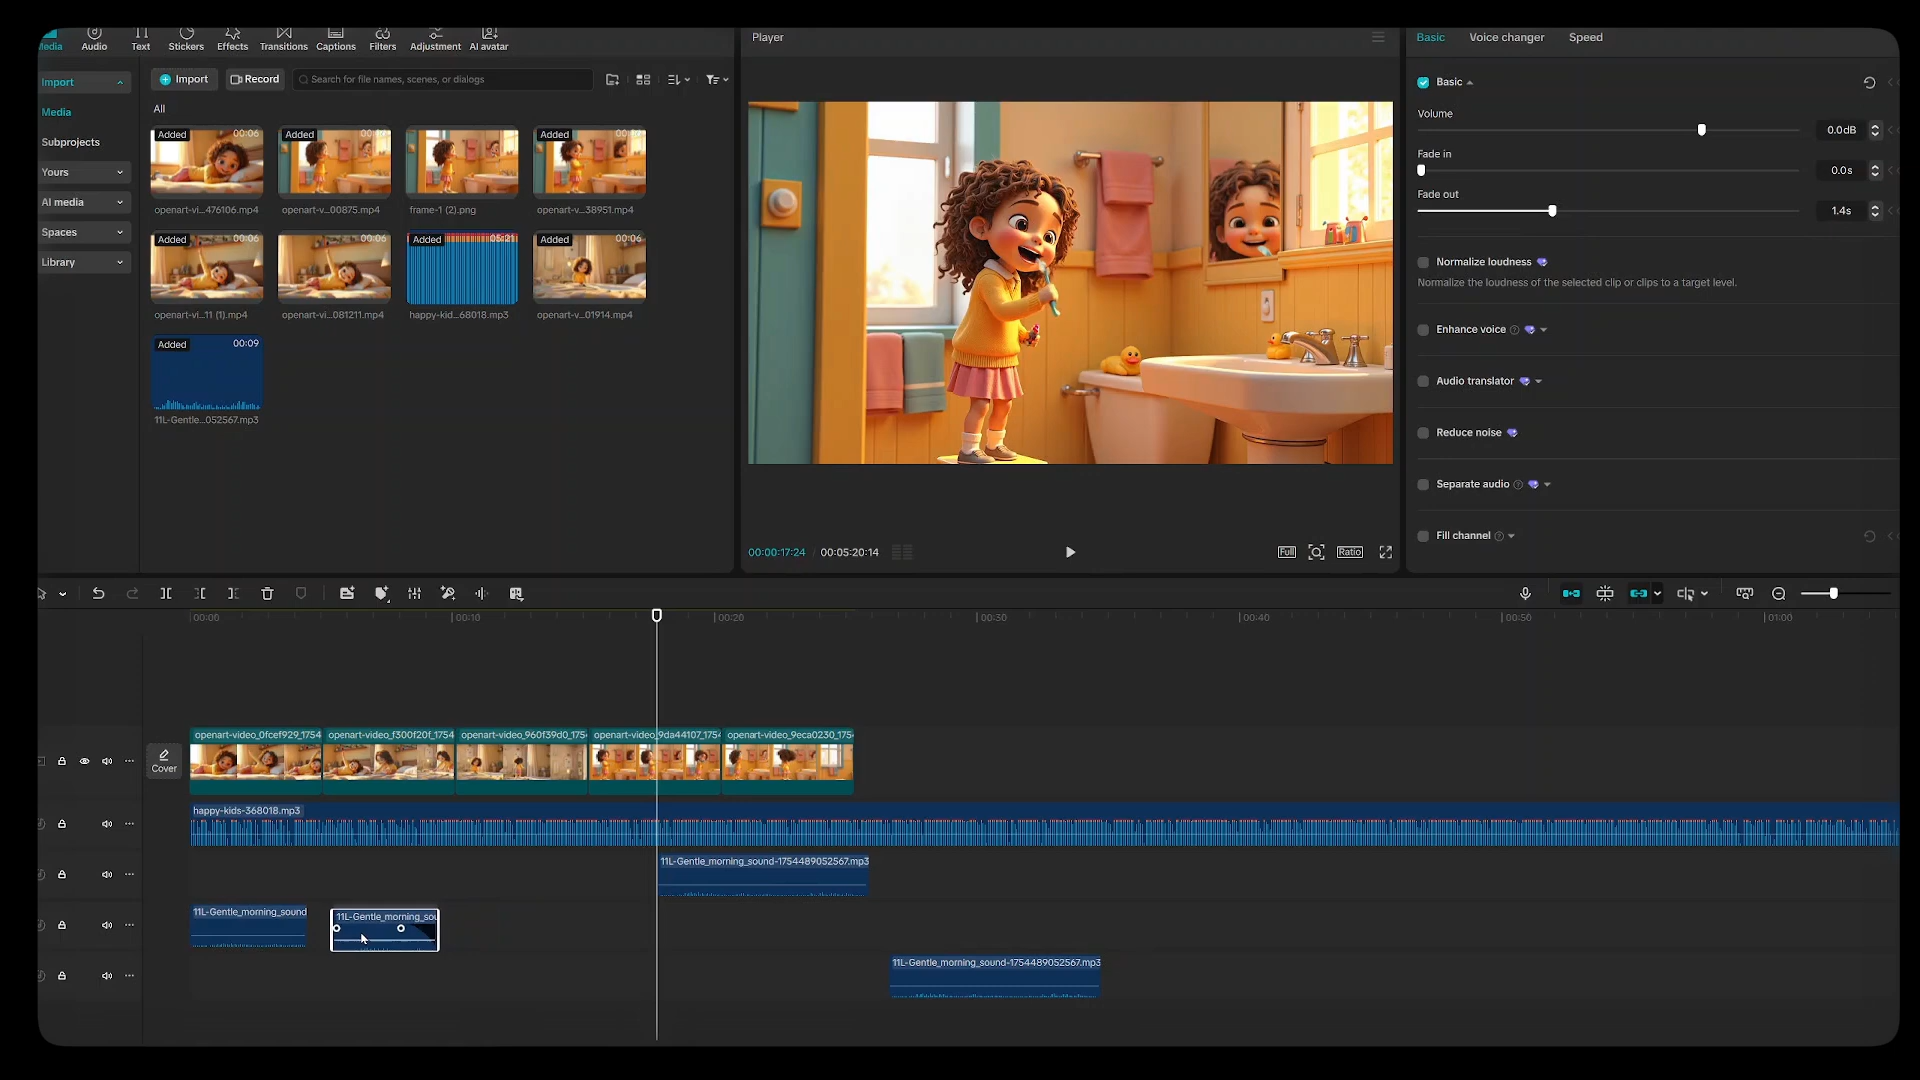 Media
Audio
Text
Stickers
Effects
Transitions
Captions
Filters
Adjustment
AI avatar
Import
Media
Subprojects
Yours
AI media
Spaces
Library
Import
Record
Search for file names, scenes, or dialogs
All
Added
00:06
Added
Added
Added
openart-vi...476106.mp4
openart-v...00875.mp4
frame-1 (2).png
openart-v...38951.mp4
Added
00:06
00:06
Added
05:21
Added
00:06
openart-vi...11 (1).mp4
openart-vi...081211.mp4
happy-kid...68018.mp3
openart-v...01914.mp4
Added
00:09
11L-Gentle...052567.mp3
Player
00:00:17:24 / 00:05:20:14
Full
Ratio
Basic
Voice changer
Speed
Basic
Volume
0.0dB
Fade in
0.0s
Fade out
1.4s
Normalize loudness
Normalize the loudness of the selected clip or clips to a target level.
Enhance voice
Audio translator
Reduce noise
Separate audio
Fill channel
00:00
00:10
00:20
00:30
00:40
00:50
01:00
Cover
openart-video_0fcef929_1754
openart-video_f300f20f_1754
openart-video_960f39d0_175
openart-video_9da44107_175
openart-video_9eca0230_175
happy-kids-368018.mp3
11L-Gentle_morning_sound-1754489052567.mp3
11L-Gentle_morning_sound
11L-Gentle_morning_sou
11L-Gentle_morning_sound-1754489052567.mp3